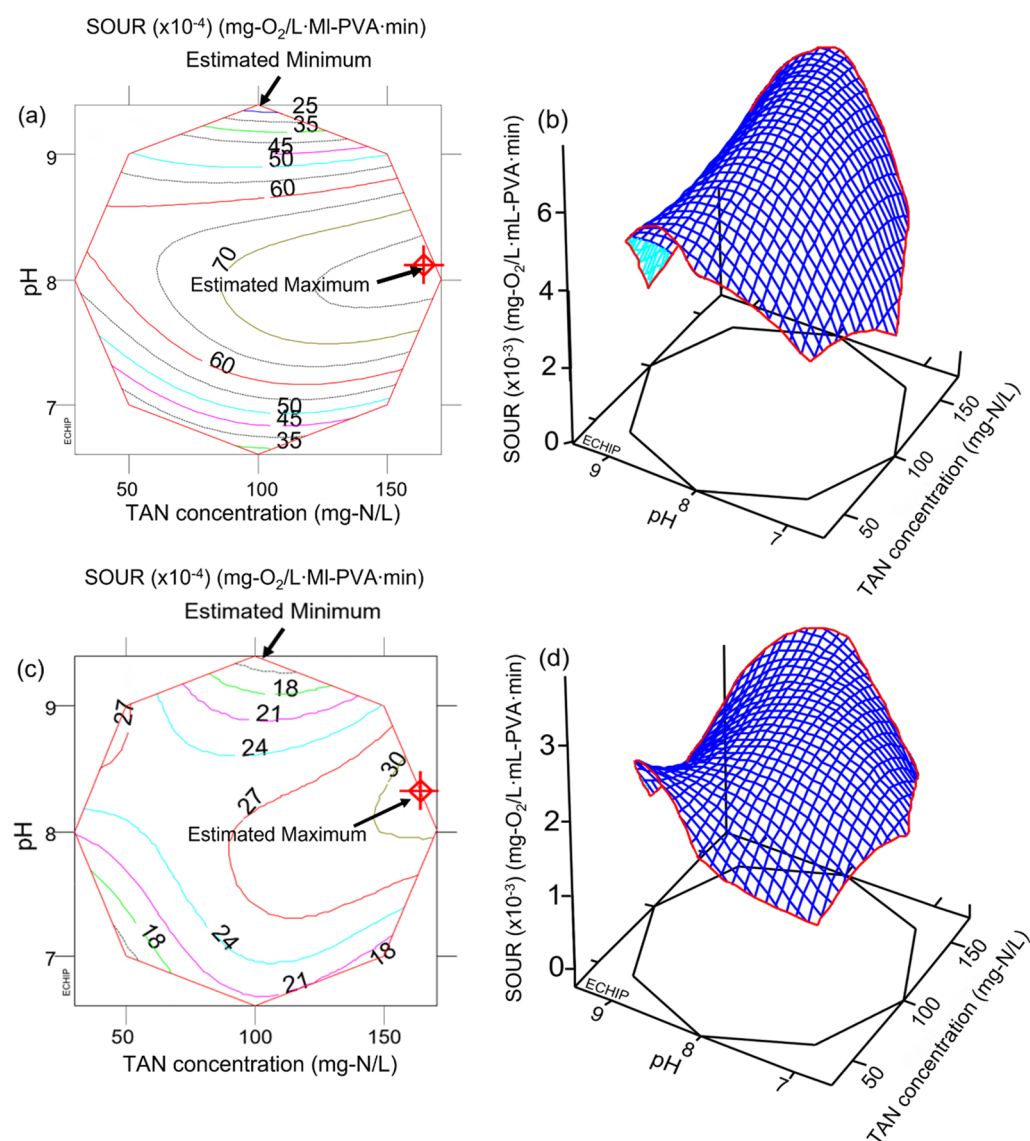 SOUR (x10-4) (mg-O2/L·Ml-PVA·min)
Estimated Minimum
(a)
25
35
45
50
60
70
Estimated Maximum
60
50
45
35
9
8
7
pH
ECHIP
50
100
150
TAN concentration (mg-N/L)
(b)
SOUR (x10-3) (mg-O2/L·mL-PVA·min)
6
4
2
0
ECHIP
9
8
7
pH
50
100
150
TAN concentration (mg-N/L)
SOUR (x10-4) (mg-O2/L·Ml-PVA·min)
Estimated Minimum
(c)
18
21
24
27
27
30
Estimated Maximum
18
24
21
18
9
8
7
pH
ECHIP
50
100
150
TAN concentration (mg-N/L)
(d)
SOUR (x10-3) (mg-O2/L·mL-PVA·min)
3
2
1
0
ECHIP
9
8
7
pH
50
100
150
TAN concentration (mg-N/L)